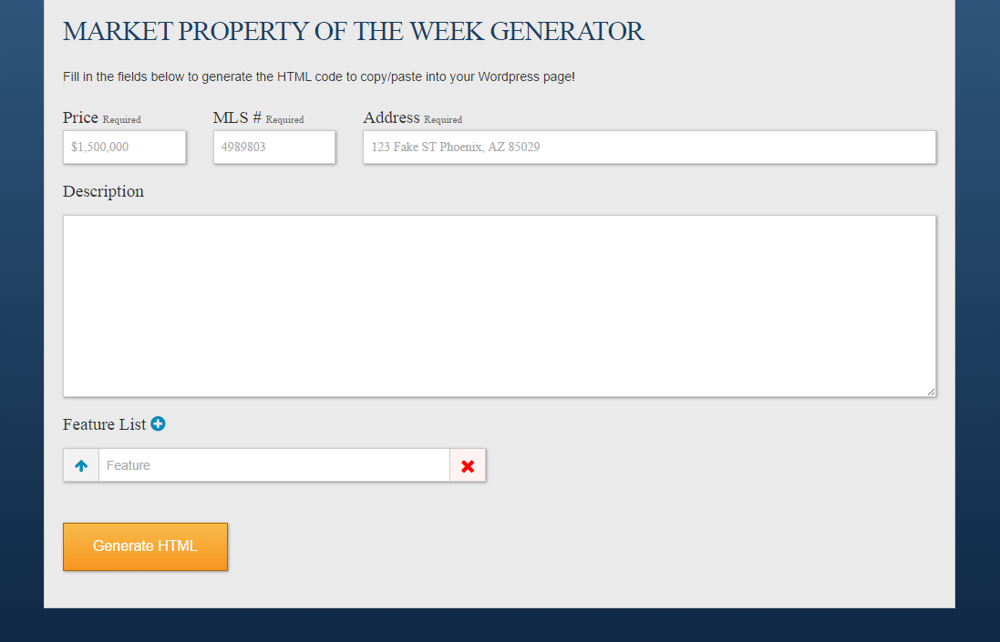 MARKET PROPERTY OF THE WEEK GENERATOR
Fill in the fields below to generate the HTML code to copy/paste into your Wordpress page!
Price Required MLS # Required Address Required
$1,500,000 4989803 123 Fake ST Phoenix, AZ 85029
Description
Feature List
Feature
Generate HTML